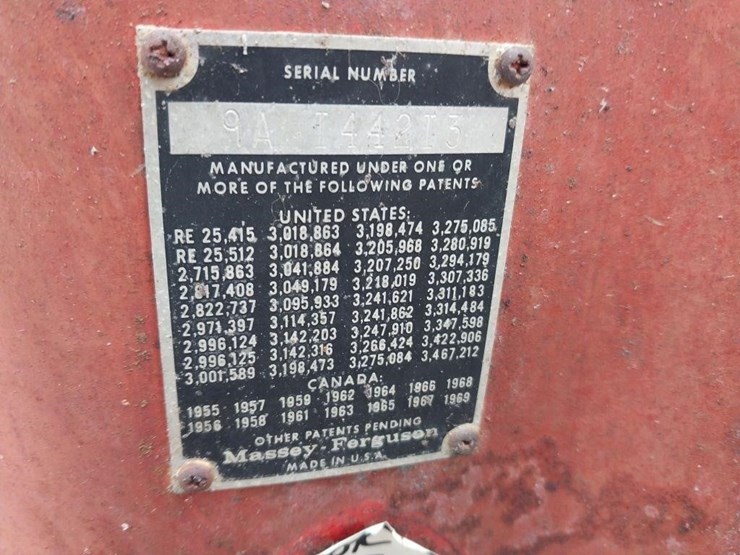 SERIAL NUMBER
9A I442I3
MANUFACTURED UNDER ONE OR
MORE OF THE FOLLOWING PATENTS
UNITED STATES:
RE 25,415 3,018,863 3,198,474 3,275,085
RE 25,512 3,018,864 3,205,968 3,280,919
2,715,863 3,041,884 3,207,250 3,294,179
2,817,408 3,049,179 3,218,019 3,307,336
2,822,737 3,095,933 3,241,621 3,311,183
2,971,397 3,114,357 3,241,862 3,314,484
2,996,124 3,142,203 3,247,910 3,347,598
2,996,125 3,142,316 3,266,424 3,422,906
3,001,589 3,198,473 3,275,084 3,467,212
CANADA:
1955 1957 1959 1962 1964 1966 1968
1956 1958 1961 1963 1965 1967 1969
OTHER PATENTS PENDING
Massey-Ferguson
MADE IN U.S.A.